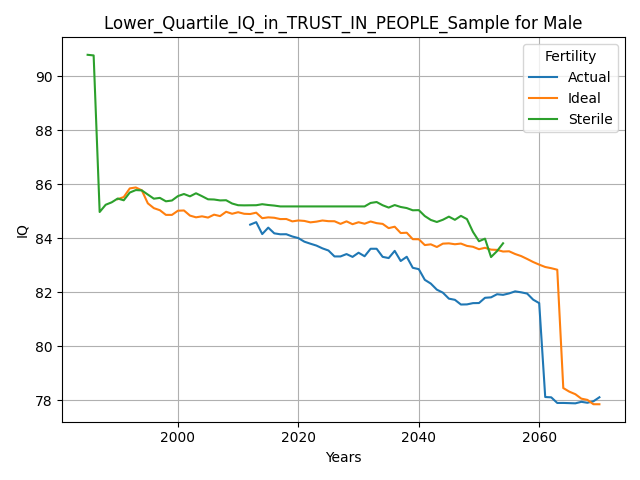 Lower_Quartile_IQ_in_TRUST_IN_PEOPLE_Sample for Male
Fertility
Actual
Ideal
Sterile
90
88
86
84
82
80
78
IQ
2000
2020
2040
2060
Years